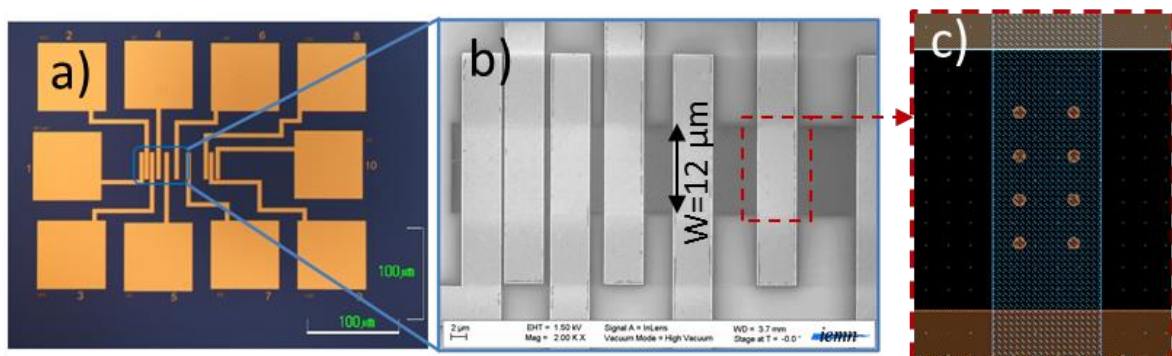 a)
2 4 6 8
1 10
3 5 7
100µm
100µm
b)
W=12 µm
2 µm
EHT = 1.50 kV
Mag = 2.00 K X
Signal A = InLens
Vacuum Mode = High Vacuum
WD = 3.7 mm
Stage at T = -0.0 °
iemn
c)